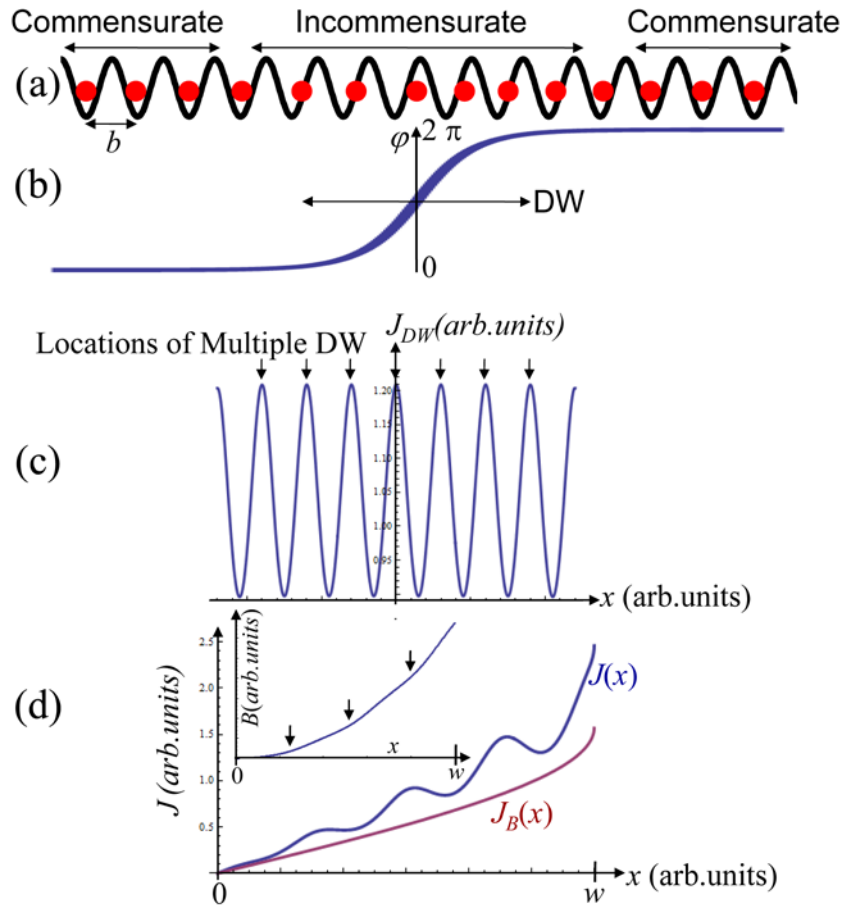 Commensurate Incommensurate Commensurate
(a)
b
φ 2 π
(b)
DW
0
J_DW(arb.units)
Locations of Multiple DW
1.20
1.15
1.10
(c)
1.05
1.00
0.95
x (arb.units)
B(arb.units)
2.5
J(x)
2.0
(d)
J (arb.units)
1.5
x
0 w
1.0
J_B(x)
0.5
x (arb.units)
0 w